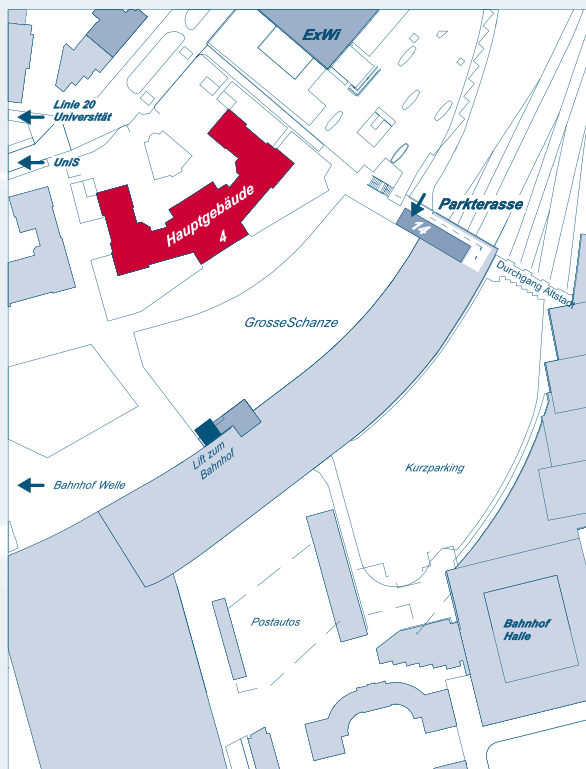 ExWi
Linie 20
Universität
UniS
Parkterasse
14
Hauptgebäude
4
Durchgang Altstadt
GrosseSchanze
Lift zum
Bahnhof
Kurzparking
Bahnhof Welle
Postautos
Bahnhof
Halle